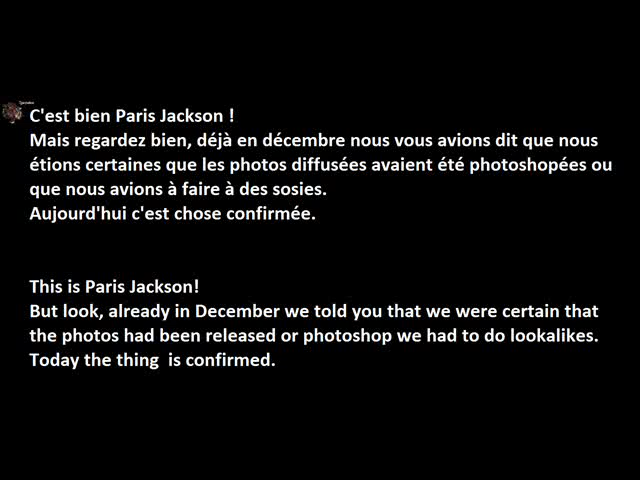 C'est bien Paris Jackson !
Mais regardez bien, déjà en décembre nous vous avions dit que nous
étions certaines que les photos diffusées avaient été photoshopées ou
que nous avions à faire à des sosies.
Aujourd'hui c'est chose confirmée.
This is Paris Jackson!
But look, already in December we told you that we were certain that
the photos had been released or photoshop we had to do lookalikes.
Today the thing  is confirmed.